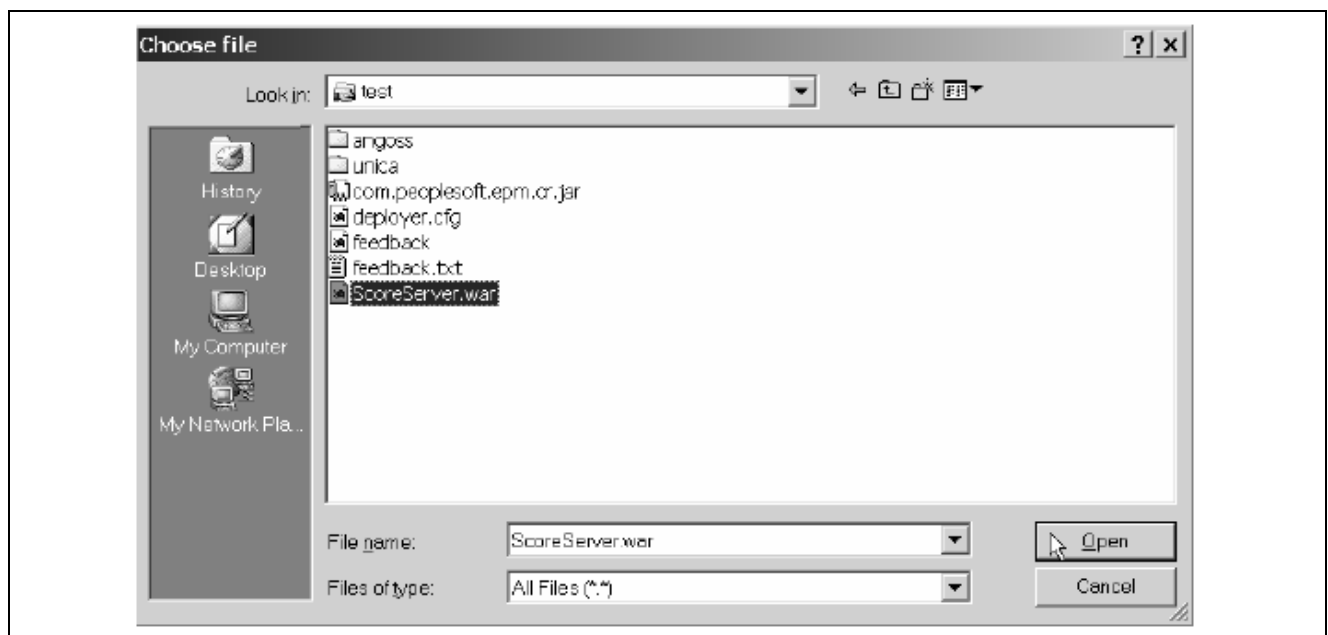 Choose file
? x
Look in: test
History
Desktop
My Computer
My Network Pla...
angoss
unica
com.peoplesoft.epm.cr.jar
deployer.cfg
feedback
feedback.txt
ScoreServer.war
File name: ScoreServer.war
Open
Files of type: All Files (*.*)
Cancel